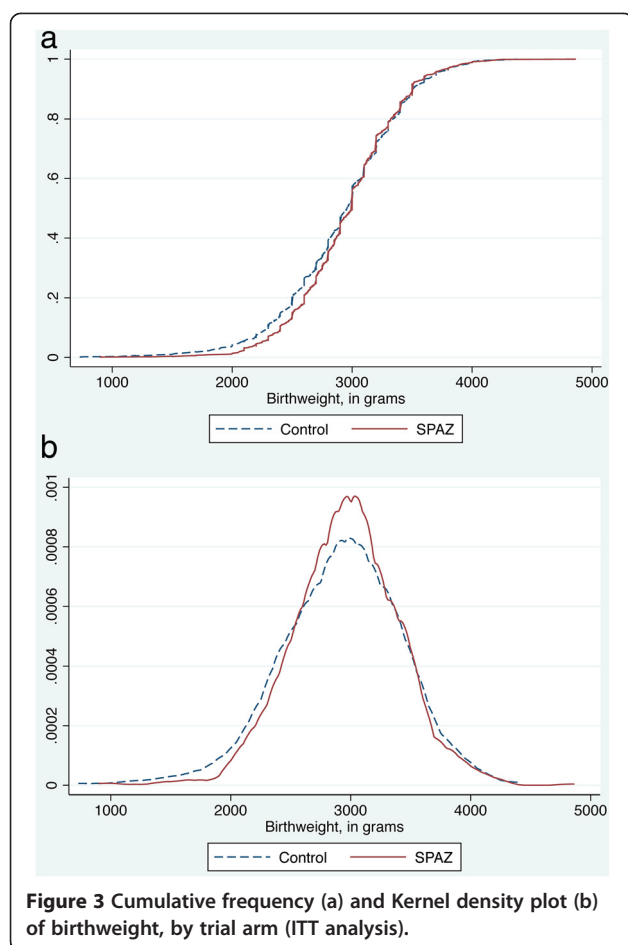 a
1
.8
.6
.4
.2
0
1000 2000 3000 4000 5000
Birthweight, in grams
Control SPAZ
b
.001
.0008
.0006
.0004
.0002
0
1000 2000 3000 4000 5000
Birthweight, in grams
Control SPAZ
Figure 3 Cumulative frequency (a) and Kernel density plot (b)
of birthweight, by trial arm (ITT analysis).